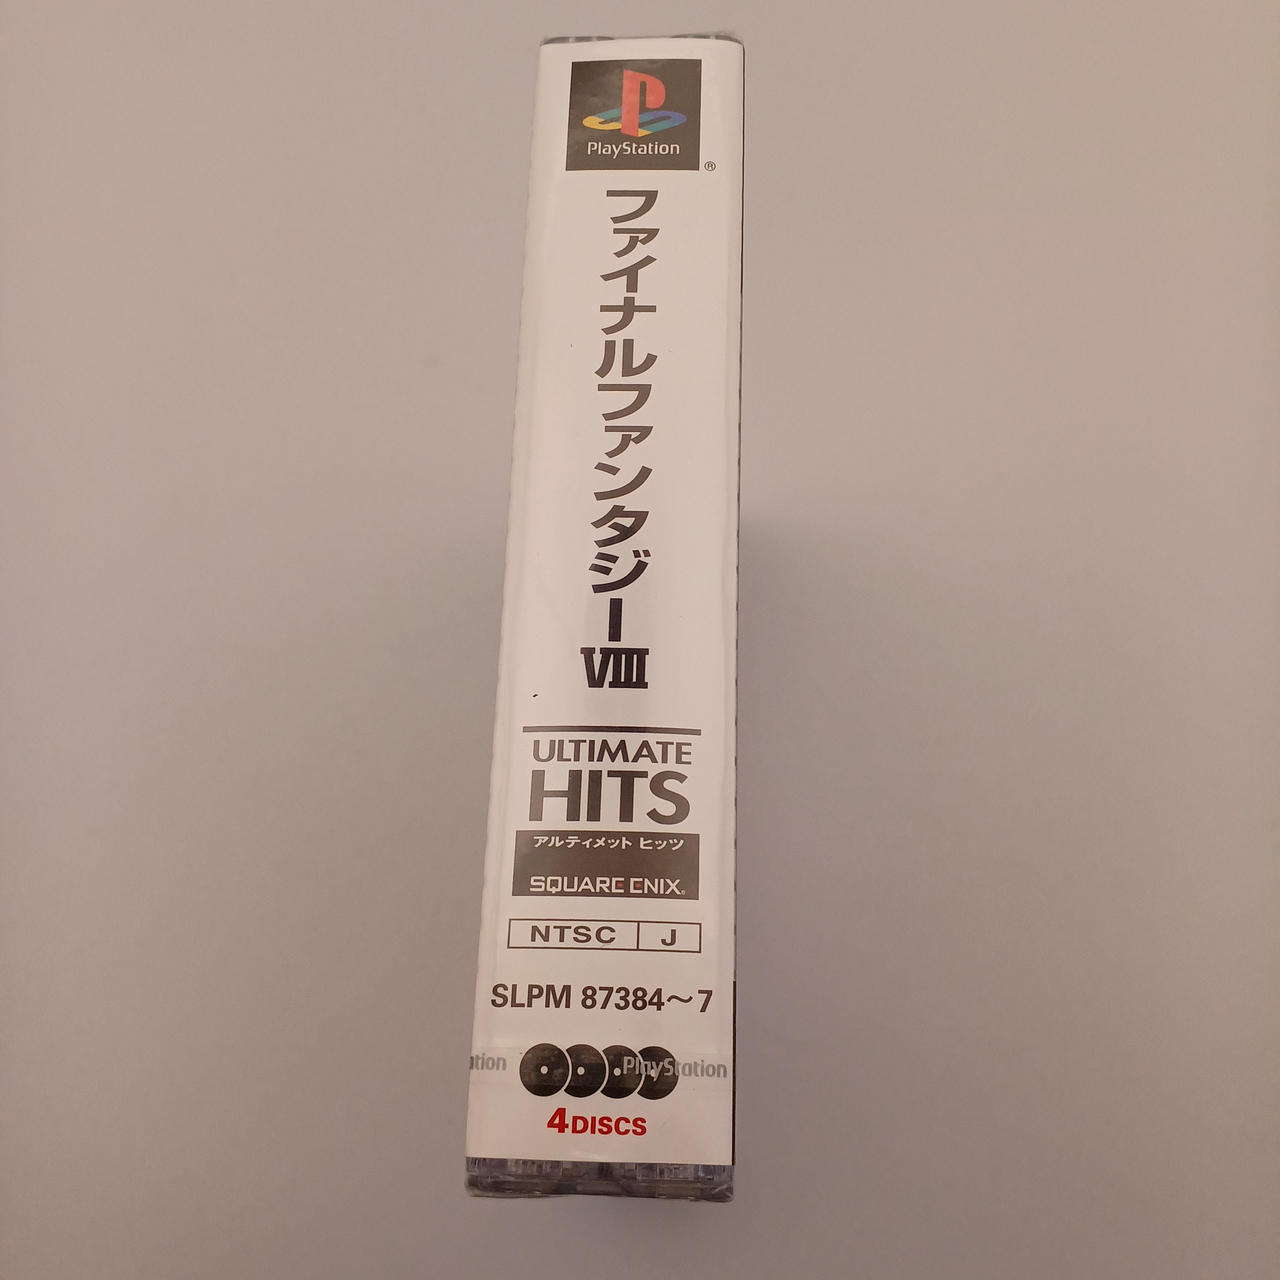 PlayStation
®
ファイナルファンタジーVIII
ULTIMATE
HITS
アルティメット ヒッツ
SQUARE ENIX®
NTSC J
SLPM 87384～7
tion PlayStation
4DISCS